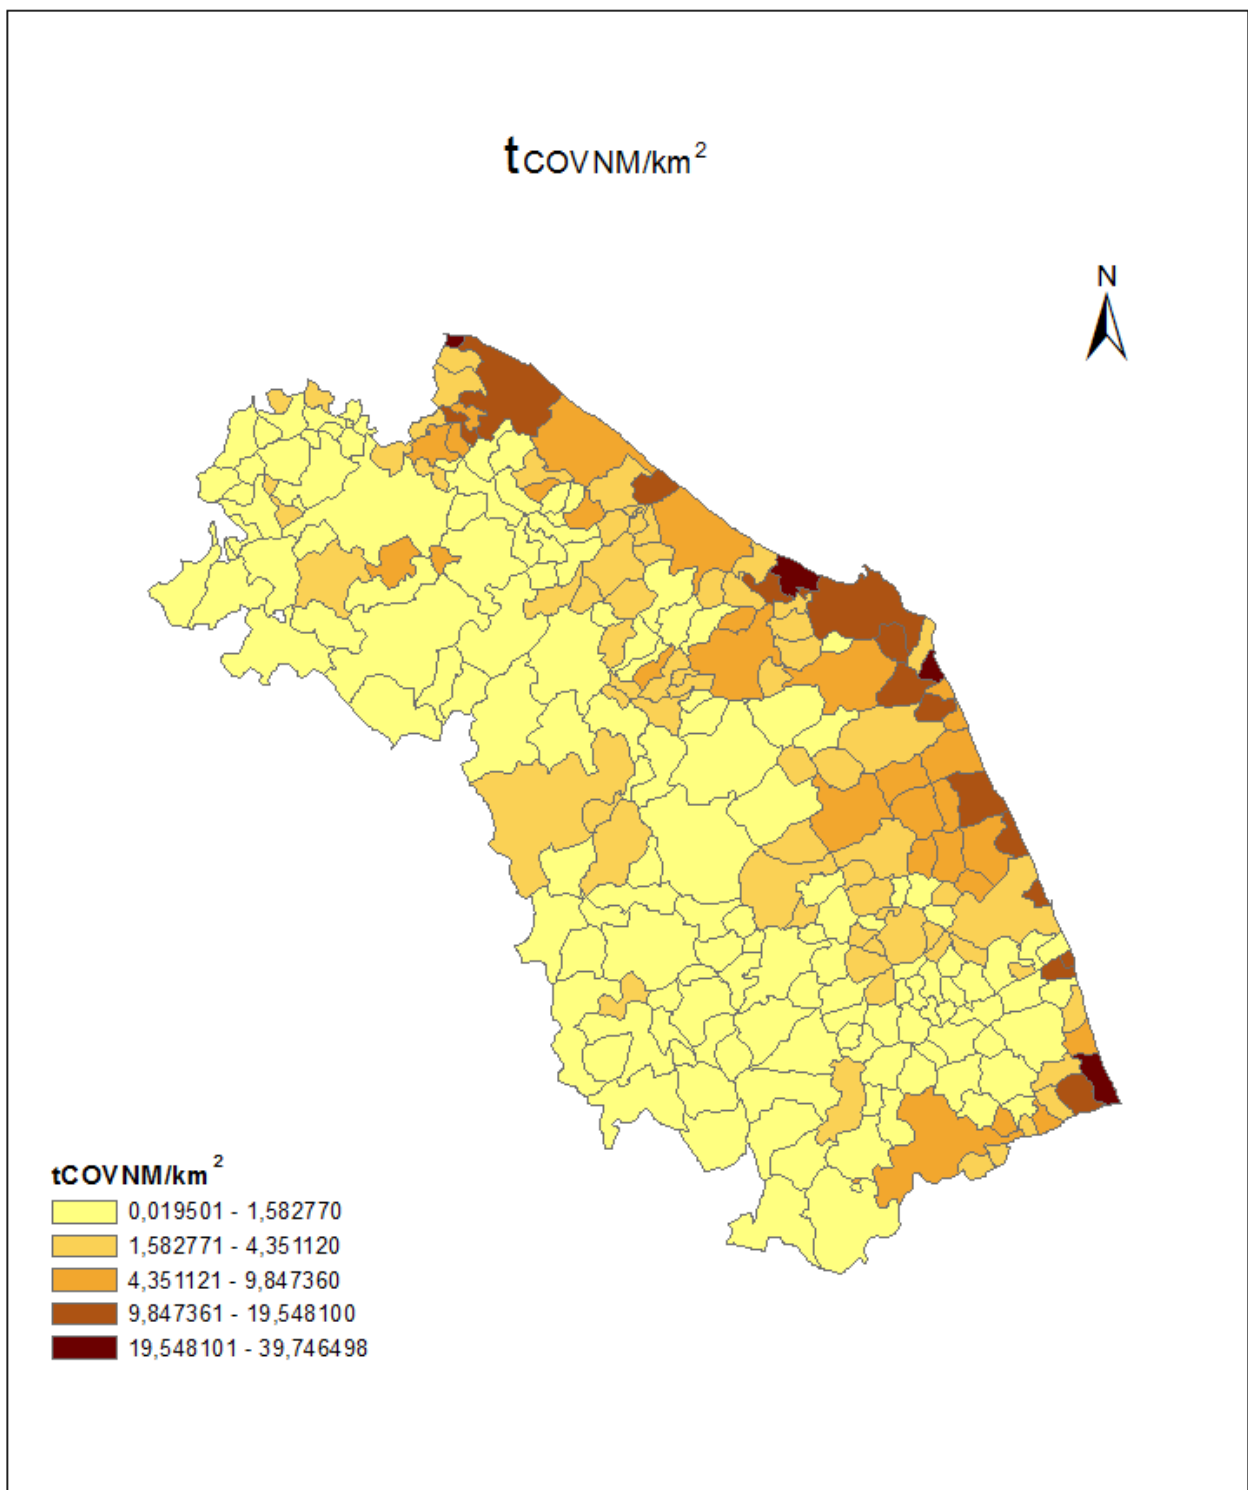 tCOVNM/km²
N
tCOVNM/km²
0,019501 - 1,582770
1,582771 - 4,351120
4,351121 - 9,847360
9,847361 - 19,548100
19,548101 - 39,746498